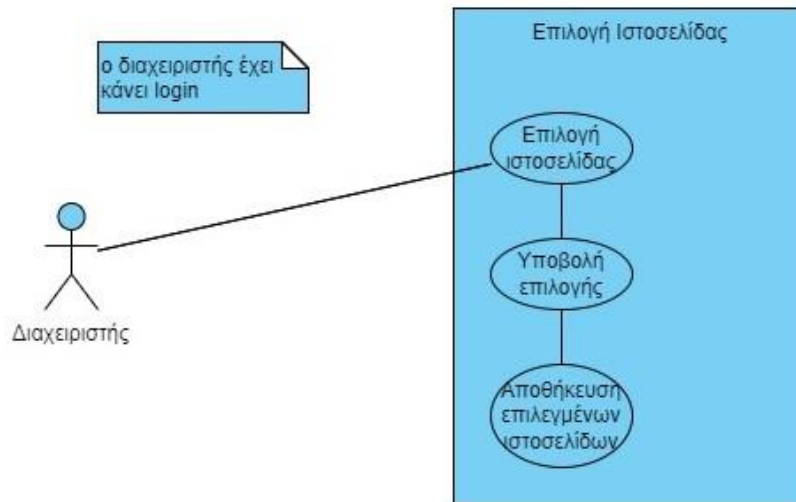 Επιλογή Ιστοσελίδας
ο διαχειριστής έχει
κάνει login
Επιλογή
ιστοσελίδας
Υποβολή
επιλογής
Διαχειριστής
Αποθήκευση
επιλεγμένων
ιστοσελίδων